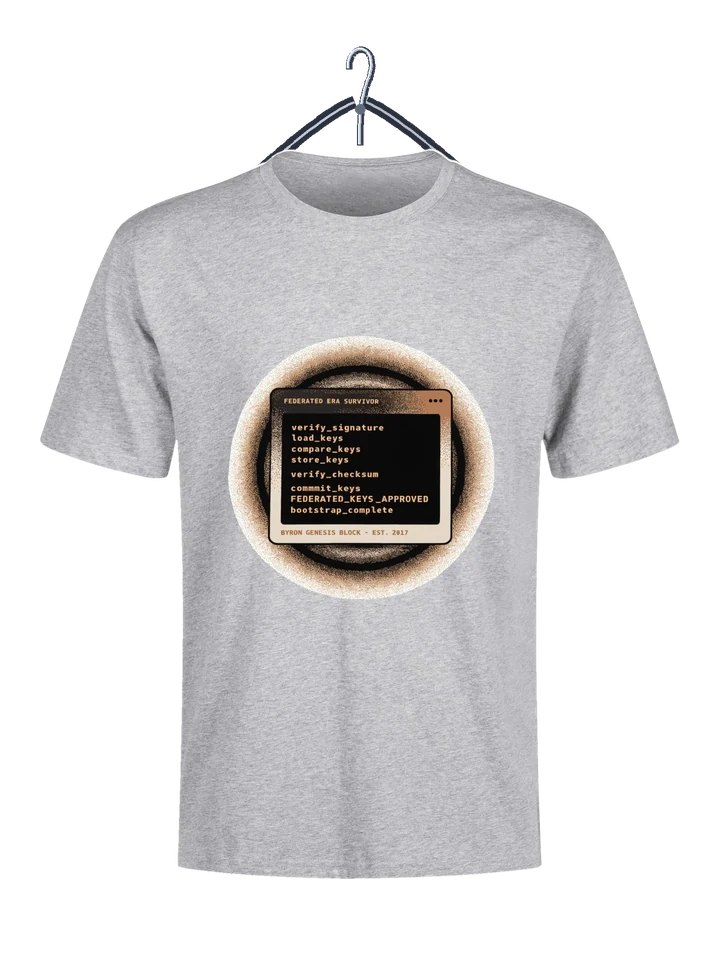 FEDERATED ERA SURVIVOR
verify_signature
load_keys
compare_keys
store_keys
verify_checksum
commmit_keys
FEDERATED_KEYS_APPROVED
bootstrap_complete
BYRON GENESIS BLOCK - EST. 2017